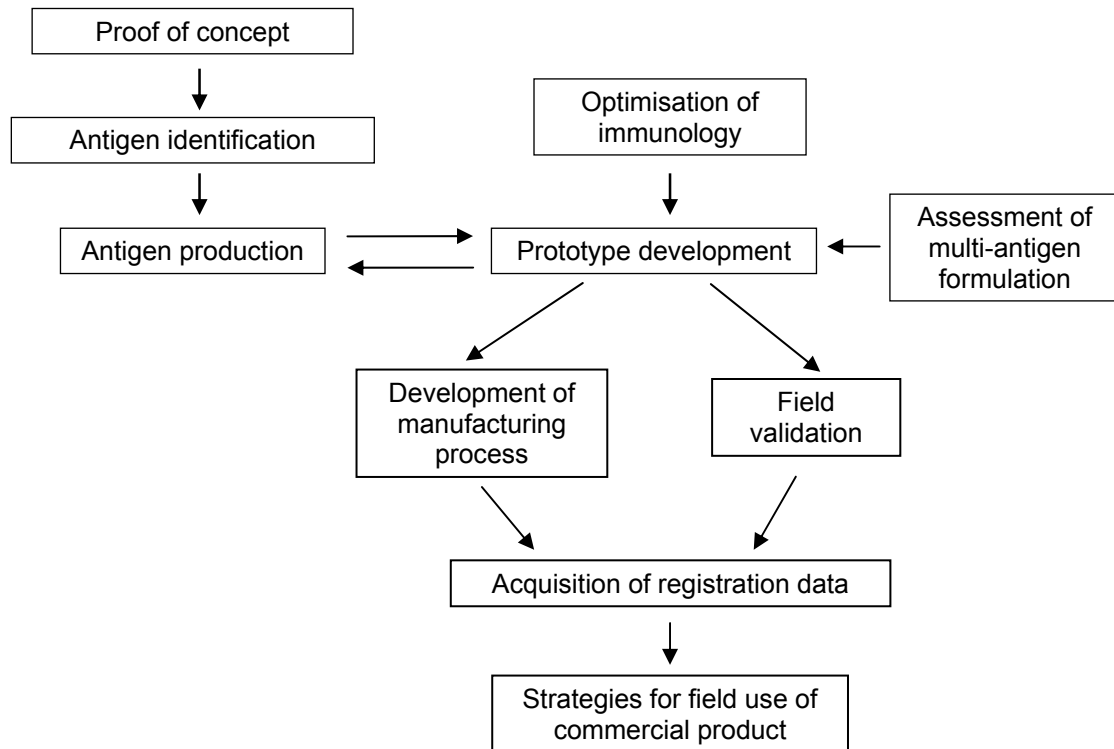 Proof of concept
Optimisation of
immunology
Antigen identification
Assessment of
multi-antigen
formulation
Antigen production
Prototype development
Development of
manufacturing
process
Field
validation
Acquisition of registration data
Strategies for field use of
commercial product